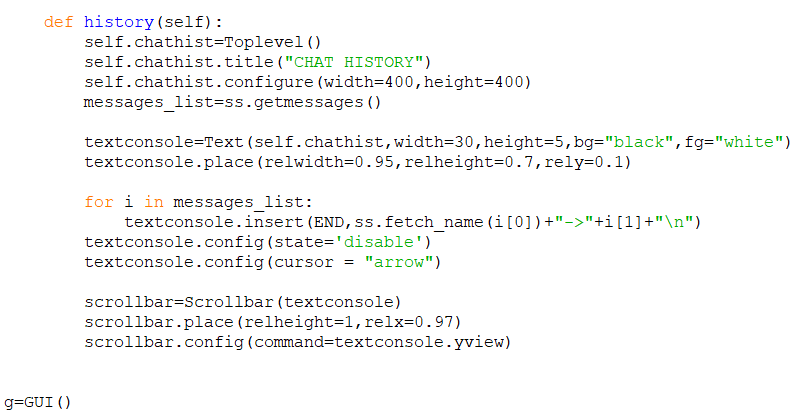 def history(self):
        self.chathist=Toplevel()
        self.chathist.title("CHAT HISTORY")
        self.chathist.configure(width=400,height=400)
        messages_list=ss.getmessages()

        textconsole=Text(self.chathist,width=30,height=5,bg="black",fg="white")
        textconsole.place(relwidth=0.95,relheight=0.7,rely=0.1)

        for i in messages_list:
            textconsole.insert(END,ss.fetch_name(i[0])+"->"+i[1]+"\n")
        textconsole.config(state='disable')
        textconsole.config(cursor = "arrow")

        scrollbar=Scrollbar(textconsole)
        scrollbar.place(relheight=1,relx=0.97)
        scrollbar.config(command=textconsole.yview)


g=GUI()